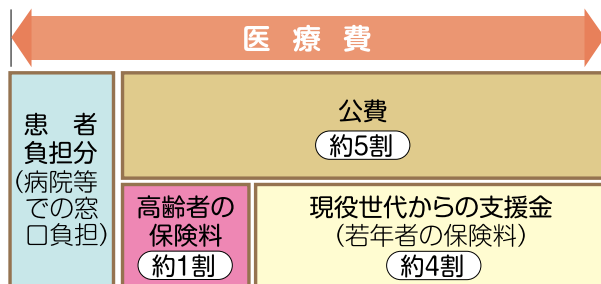 医療費
患者
負担分
(病院等
での窓
口負担)
公費
約5割
高齢者の
保険料
約1割
現役世代からの支援金
(若年者の保険料)
約4割